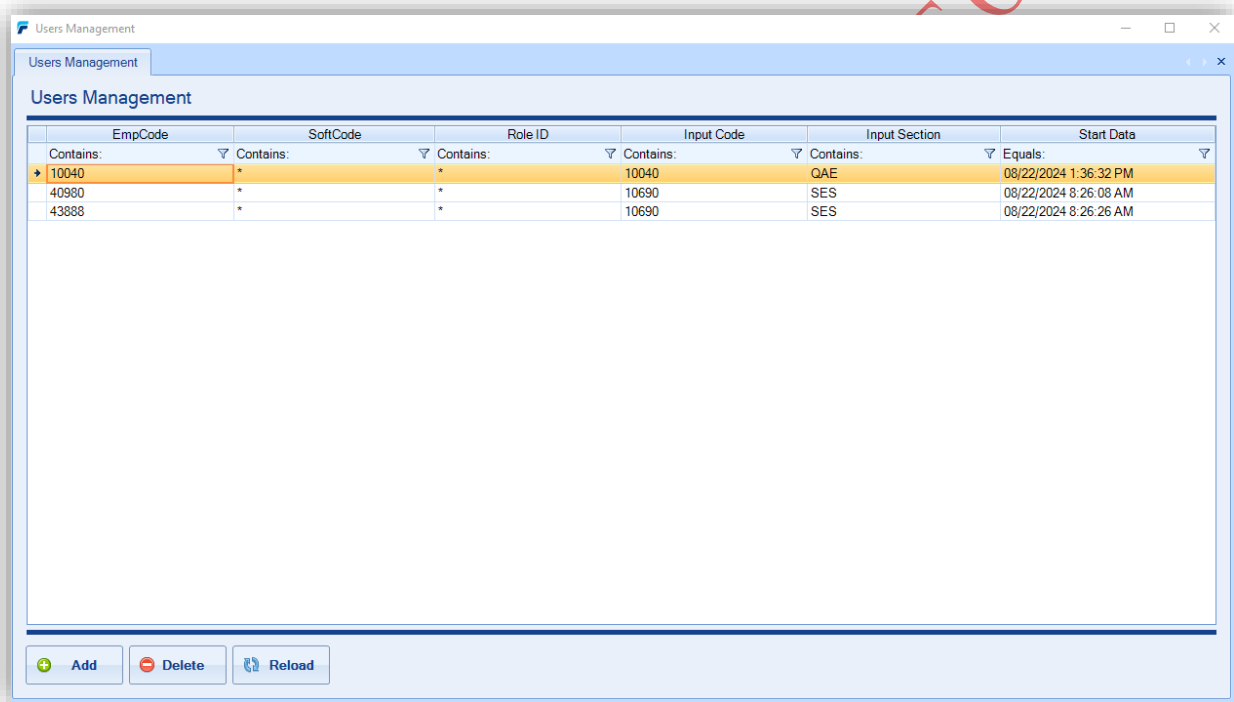 Users Management
Users Management
Users Management
EmpCode SoftCode Role ID Input Code Input Section Start Data
Contains: Contains: Contains: Contains: Contains: Equals:
10040 * * 10040 QAE 08/22/2024 1:36:32 PM
40980 * * 10690 SES 08/22/2024 8:26:08 AM
43888 * * 10690 SES 08/22/2024 8:26:26 AM
Add Delete Reload